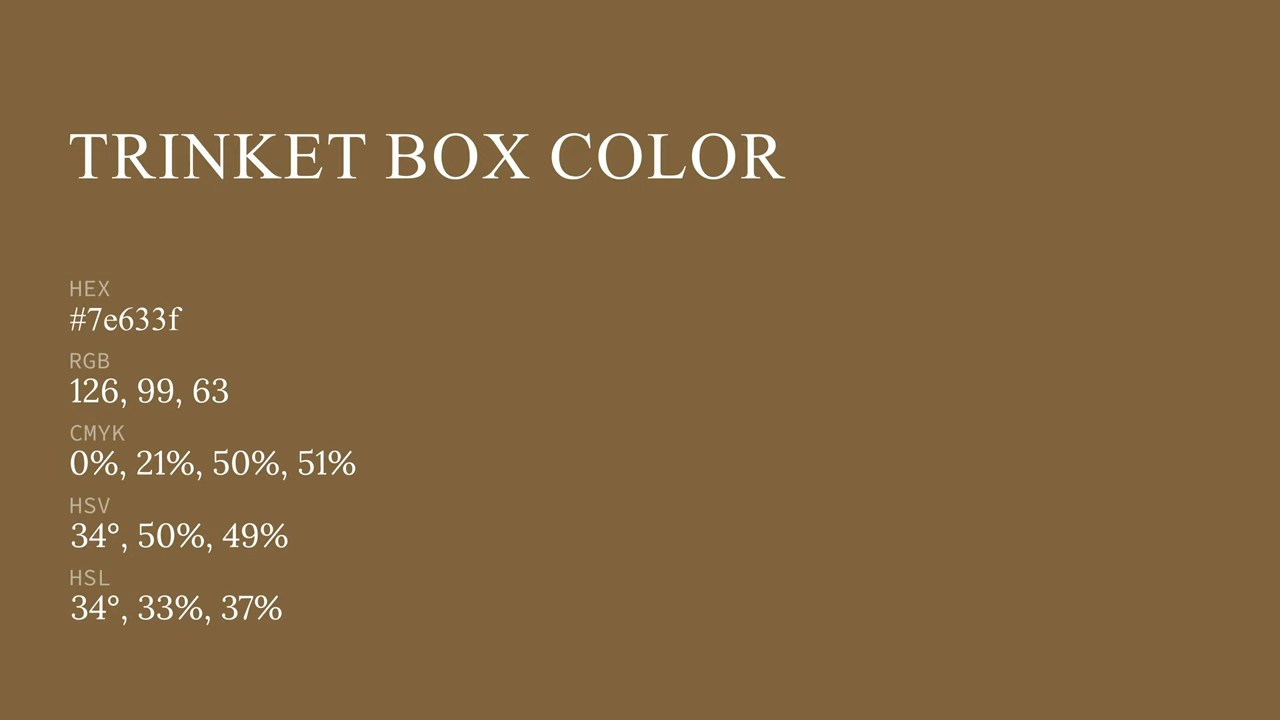 TRINKET BOX COLOR
HEX
#7e633f
RGB
126, 99, 63
CMYK
0%, 21%, 50%, 51%
HSV
34°, 50%, 49%
HSL
34°, 33%, 37%